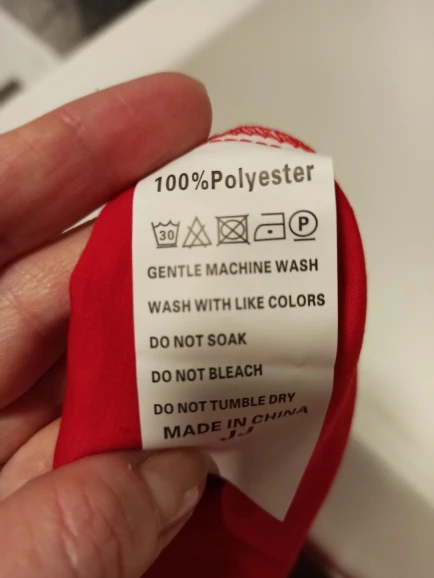 100%Polyester
30 P
GENTLE MACHINE WASH
WASH WITH LIKE COLORS
DO NOT SOAK
DO NOT BLEACH
DO NOT TUMBLE DRY
MADE IN CHINA
JJ